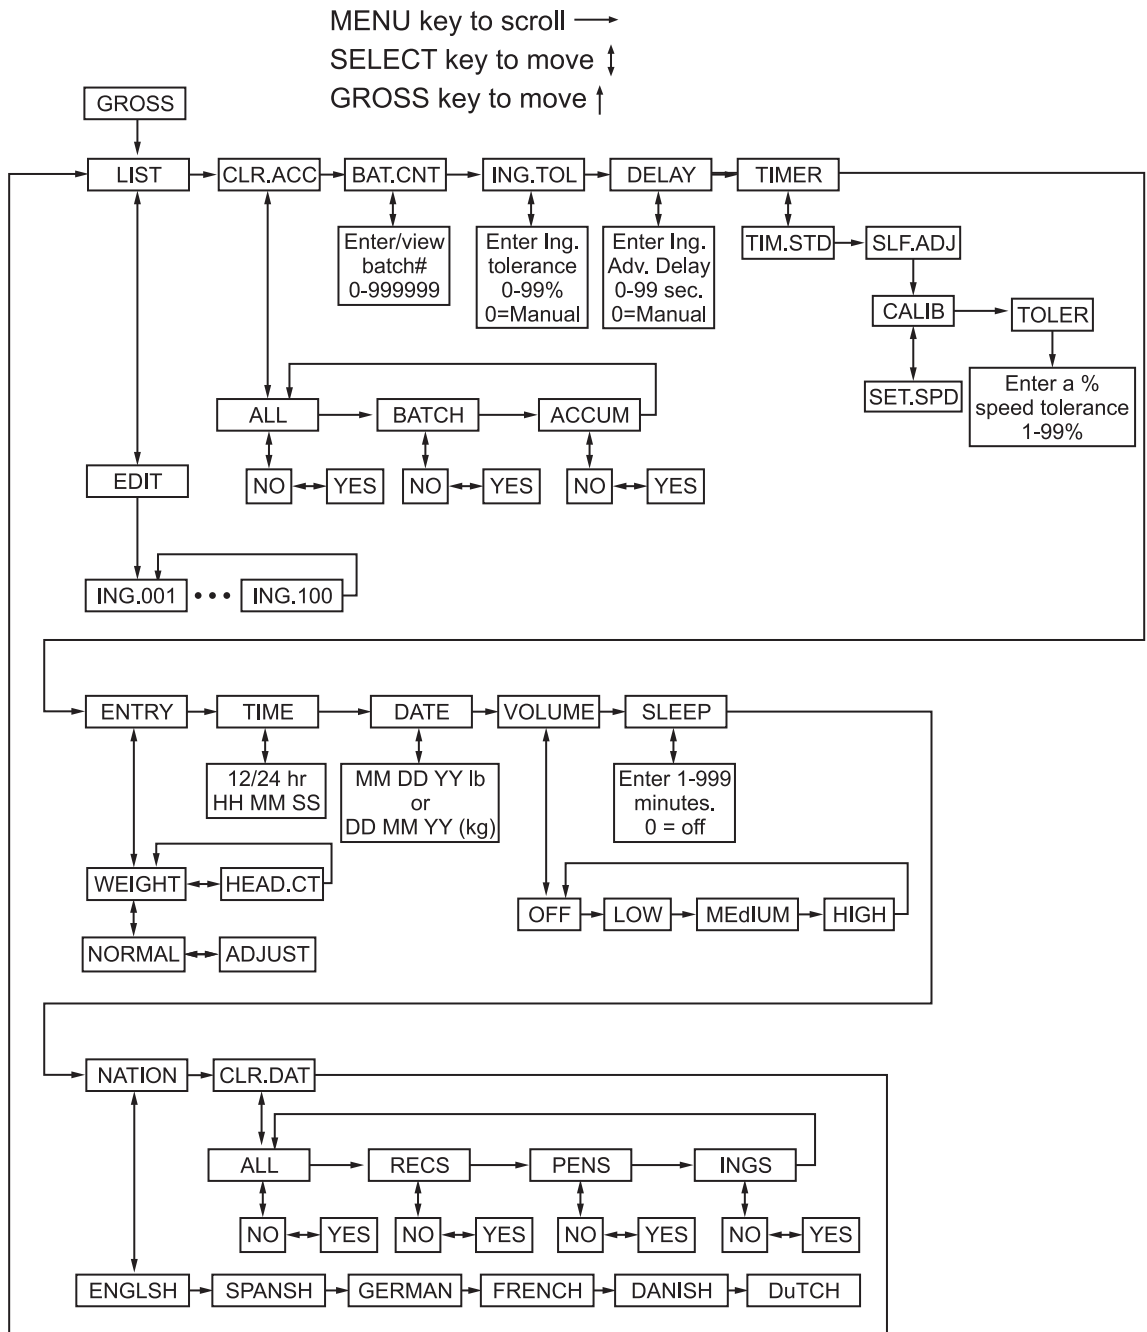 MENU key to scroll
SELECT key to move
GROSS key to move
GROSS
LIST
CLR.ACC
BAT.CNT
ING.TOL
DELAY
TIMER
Enter/view
batch#
0-999999
Enter Ing.
tolerance
0-99%
0=Manual
Enter Ing.
Adv. Delay
0-99 sec.
0=Manual
TIM.STD
SLF.ADJ
CALIB
TOLER
SET.SPD
Enter a %
speed tolerance
1-99%
ALL
BATCH
ACCUM
NO
YES
NO
YES
NO
YES
EDIT
ING.001
ING.100
ENTRY
TIME
DATE
VOLUME
SLEEP
12/24 hr
HH MM SS
MM DD YY lb
or
DD MM YY (kg)
Enter 1-999
minutes.
0 = off
WEIGHT
HEAD.CT
NORMAL
ADJUST
OFF
LOW
MEdIUM
HIGH
NATION
CLR.DAT
ALL
RECS
PENS
INGS
NO
YES
NO
YES
NO
YES
NO
YES
ENGLSH
SPANSH
GERMAN
FRENCH
DANISH
DuTCH